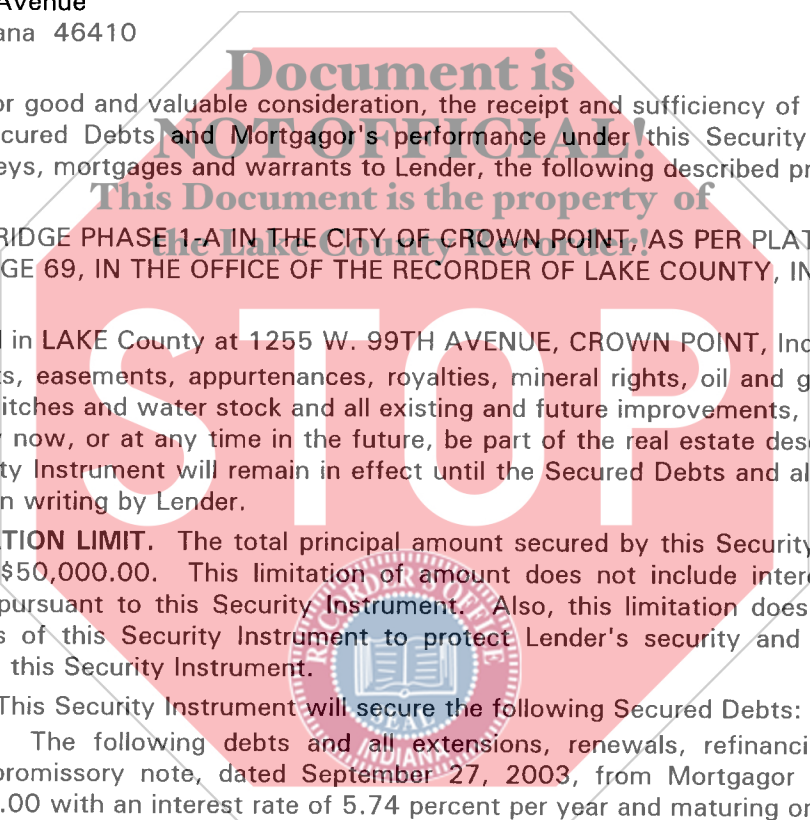 Avenue
ana 46410
Document is
or good and valuable consideration, the receipt and sufficiency of
NOT OFFICIAL!
cured Debts and Mortgagor's performance under this Security
eys, mortgages and warrants to Lender, the following described pr
This Document is the property of
the Lake County Recorder!
RIDGE PHASE 1-A IN THE CITY OF CROWN POINT, AS PER PLAT
GE 69, IN THE OFFICE OF THE RECORDER OF LAKE COUNTY, IN
STOP
in LAKE County at 1255 W. 99TH AVENUE, CROWN POINT, Ind
ts, easements, appurtenances, royalties, mineral rights, oil and g
itches and water stock and all existing and future improvements,
now, or at any time in the future, be part of the real estate des
ty Instrument will remain in effect until the Secured Debts and al
n writing by Lender.
TION LIMIT. The total principal amount secured by this Security
$50,000.00. This limitation of amount does not include inter
pursuant to this Security Instrument. Also, this limitation does
s of this Security Instrument to protect Lender's security and
this Security Instrument.
RECORDER'S OFFICE
SEAL
INDIANA
This Security Instrument will secure the following Secured Debts:
The following debts and all extensions, renewals, refinanci
promissory note, dated September 27, 2003, from Mortgagor
.00 with an interest rate of 5.74 percent per year and maturing on